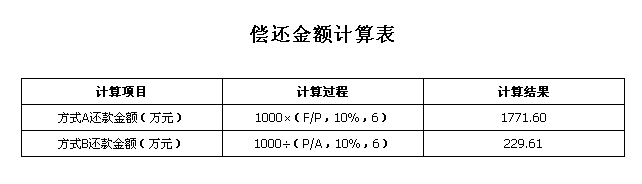 偿还金额计算表
计算项目 计算过程 计算结果
方式A还款金额（万元） 1000×（F/P，10%，6） 1771.60
方式B还款金额（万元） 1000÷（P/A，10%，6） 229.61